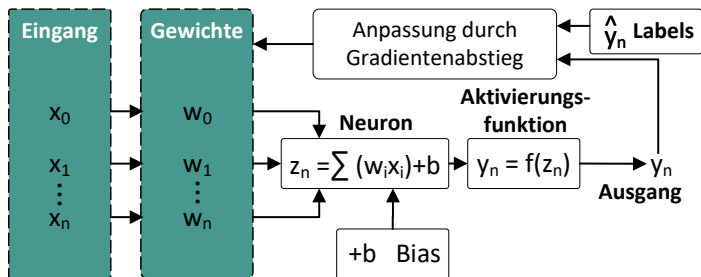 Eingang
Gewichte
Anpassung durch
Gradientenabstieg
ŷn Labels
x0
w0
Neuron
Aktivierungs-
funktion
x1
w1
zn =∑ (wixi)+b
yn = f(zn)
yn
Ausgang
⋮
⋮
xn
wn
+b Bias